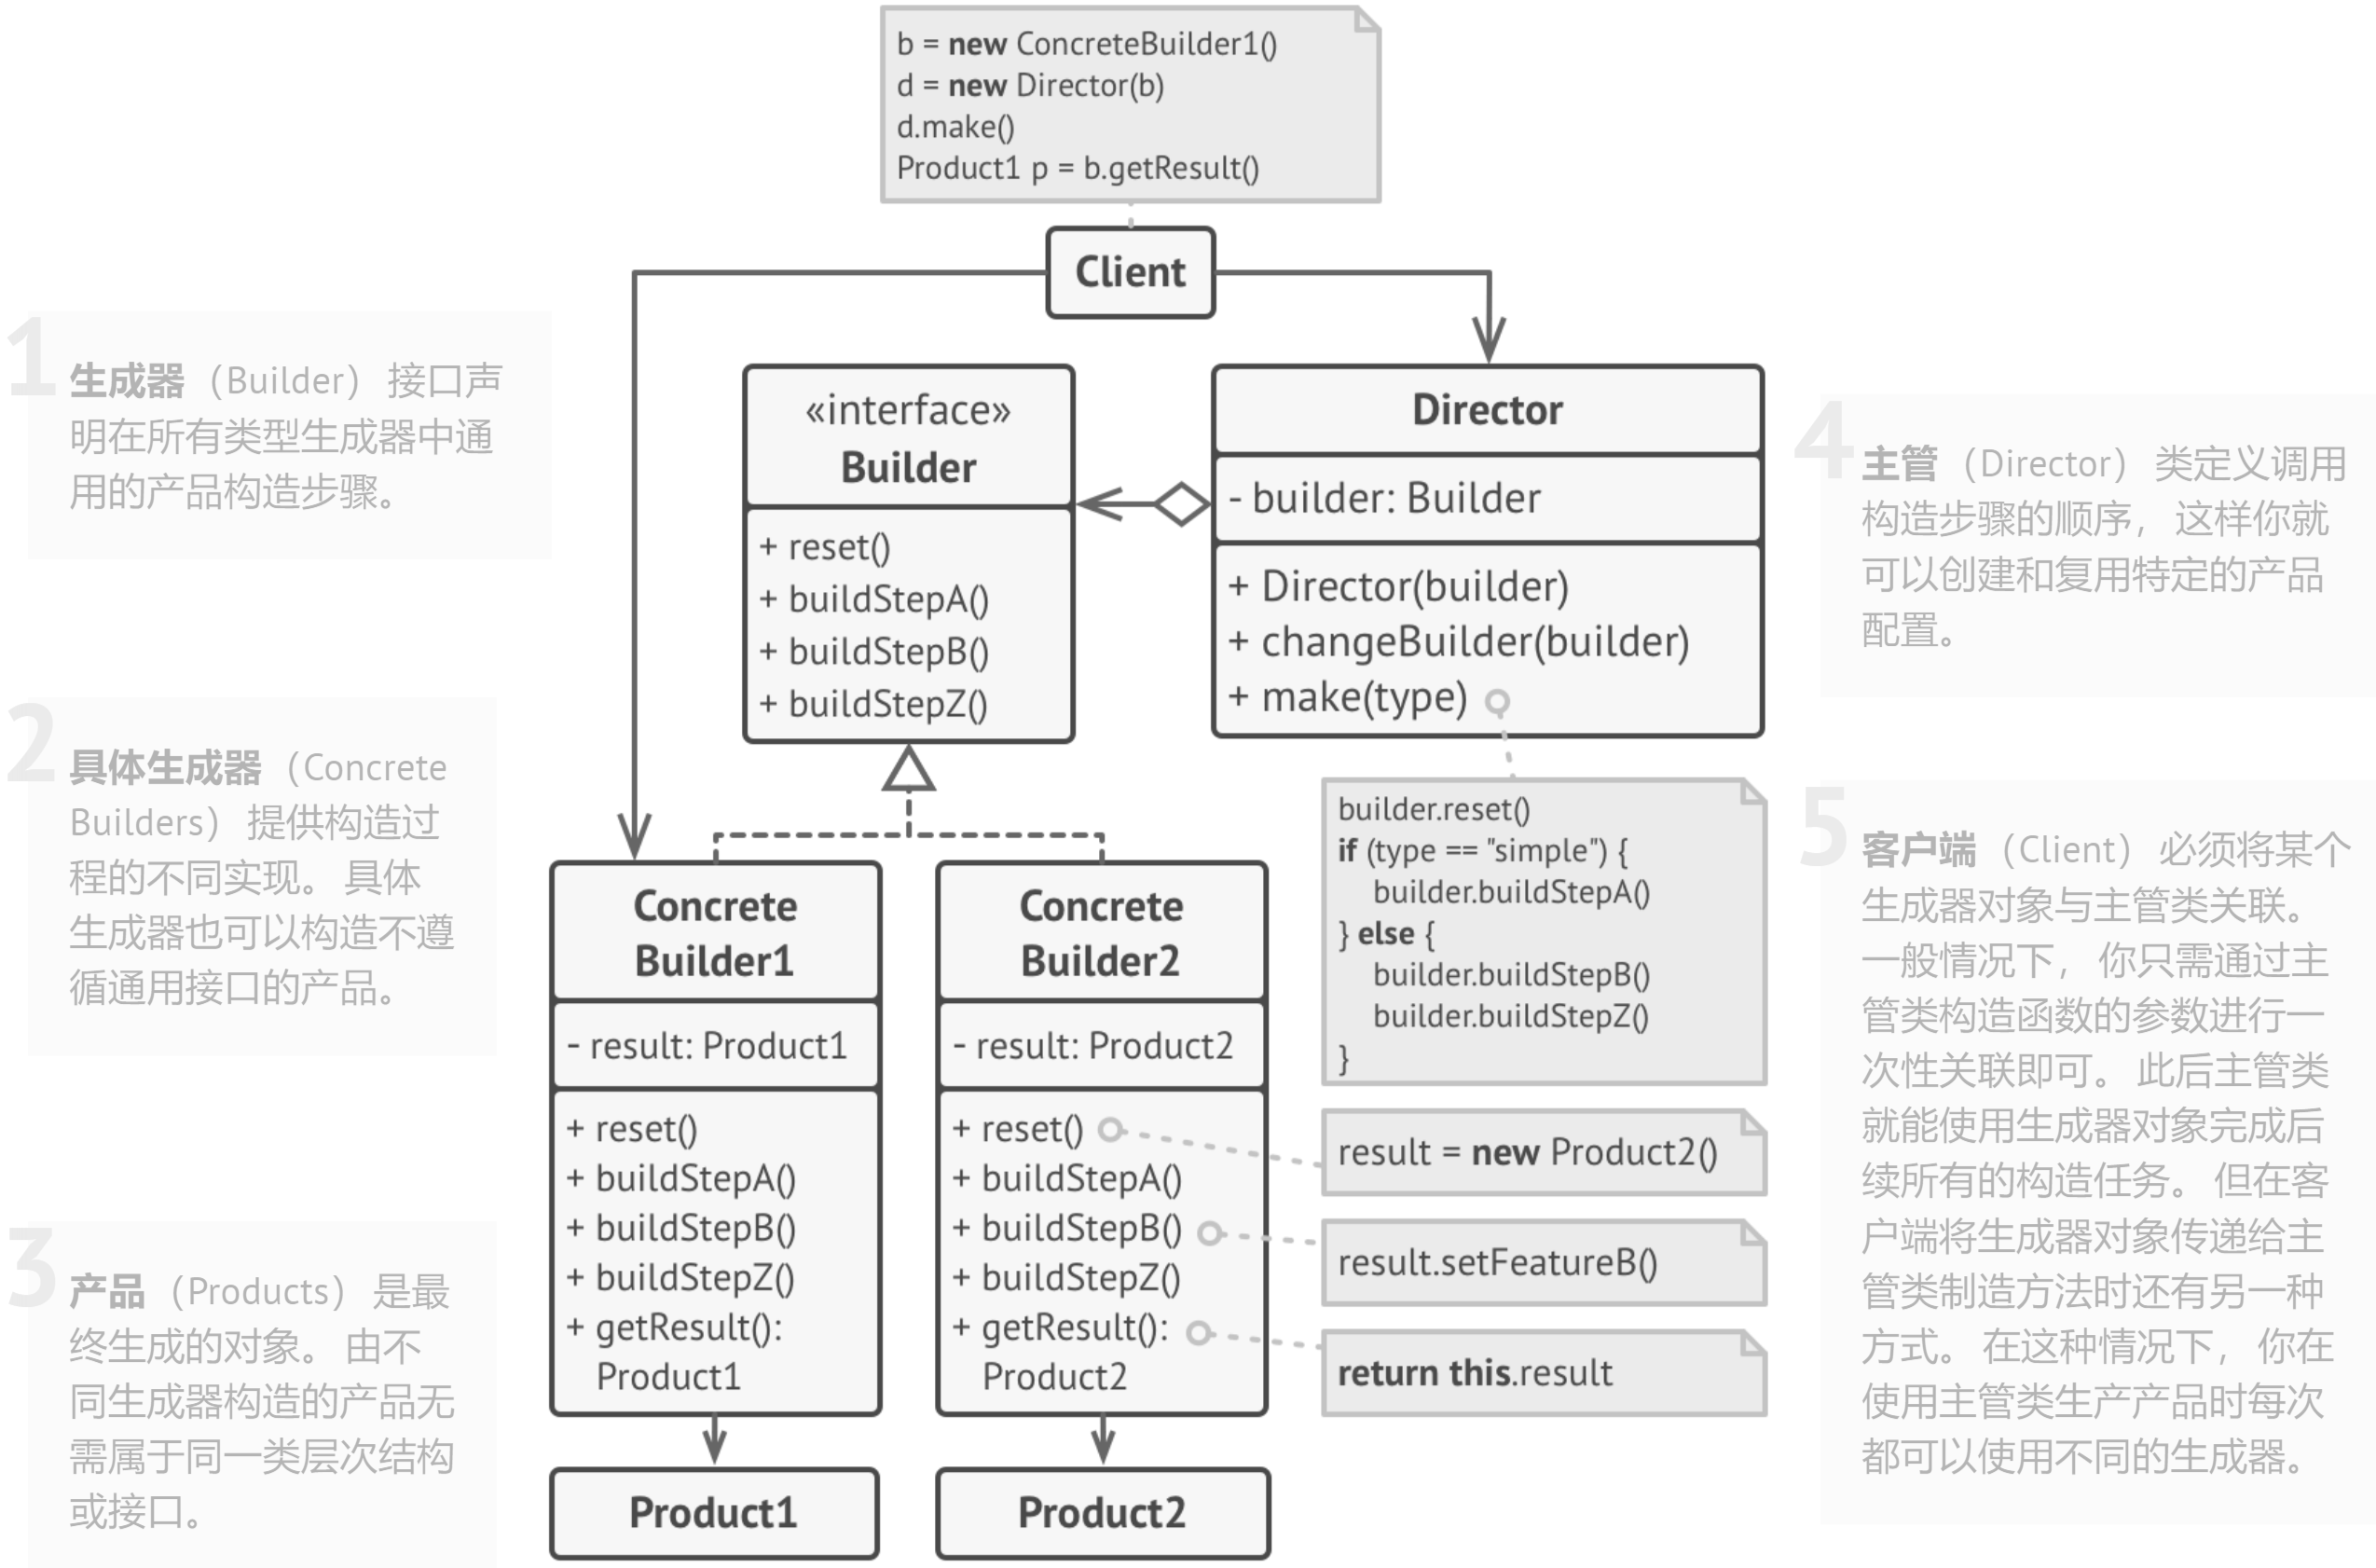 b = new ConcreteBuilder1()
d = new Director(b)
d.make()
Product1 p = b.getResult()
Client
1
生成器（Builder） 接口声
明在所有类型生成器中通
用的产品构造步骤。
2
具体生成器（Concrete
Builders） 提供构造过
程的不同实现。 具体
生成器也可以构造不遵
循通用接口的产品。
3
产品（Products） 是最
终生成的对象。 由不
同生成器构造的产品无
需属于同一类层次结构
或接口。
«interface»
Builder
+ reset()
+ buildStepA()
+ buildStepB()
+ buildStepZ()
Director
- builder: Builder
+ Director(builder)
+ changeBuilder(builder)
+ make(type)
builder.reset()
if (type == "simple") {
builder.buildStepA()
} else {
builder.buildStepB()
builder.buildStepZ()
}
Concrete
Builder1
- result: Product1
+ reset()
+ buildStepA()
+ buildStepB()
+ buildStepZ()
+ getResult():
Product1
Concrete
Builder2
- result: Product2
+ reset()
+ buildStepA()
+ buildStepB()
+ buildStepZ()
+ getResult():
Product2
result = new Product2()
result.setFeatureB()
return this.result
Product1
Product2
4
主管（Director） 类定义调用
构造步骤的顺序， 这样你就
可以创建和复用特定的产品
配置。
5
客户端（Client） 必须将某个
生成器对象与主管类关联。
一般情况下， 你只需通过主
管类构造函数的参数进行一
次性关联即可。 此后主管类
就能使用生成器对象完成后
续所有的构造任务。 但在客
户端将生成器对象传递给主
管类制造方法时还有另一种
方式。 在这种情况下， 你在
使用主管类生产产品时每次
都可以使用不同的生成器。